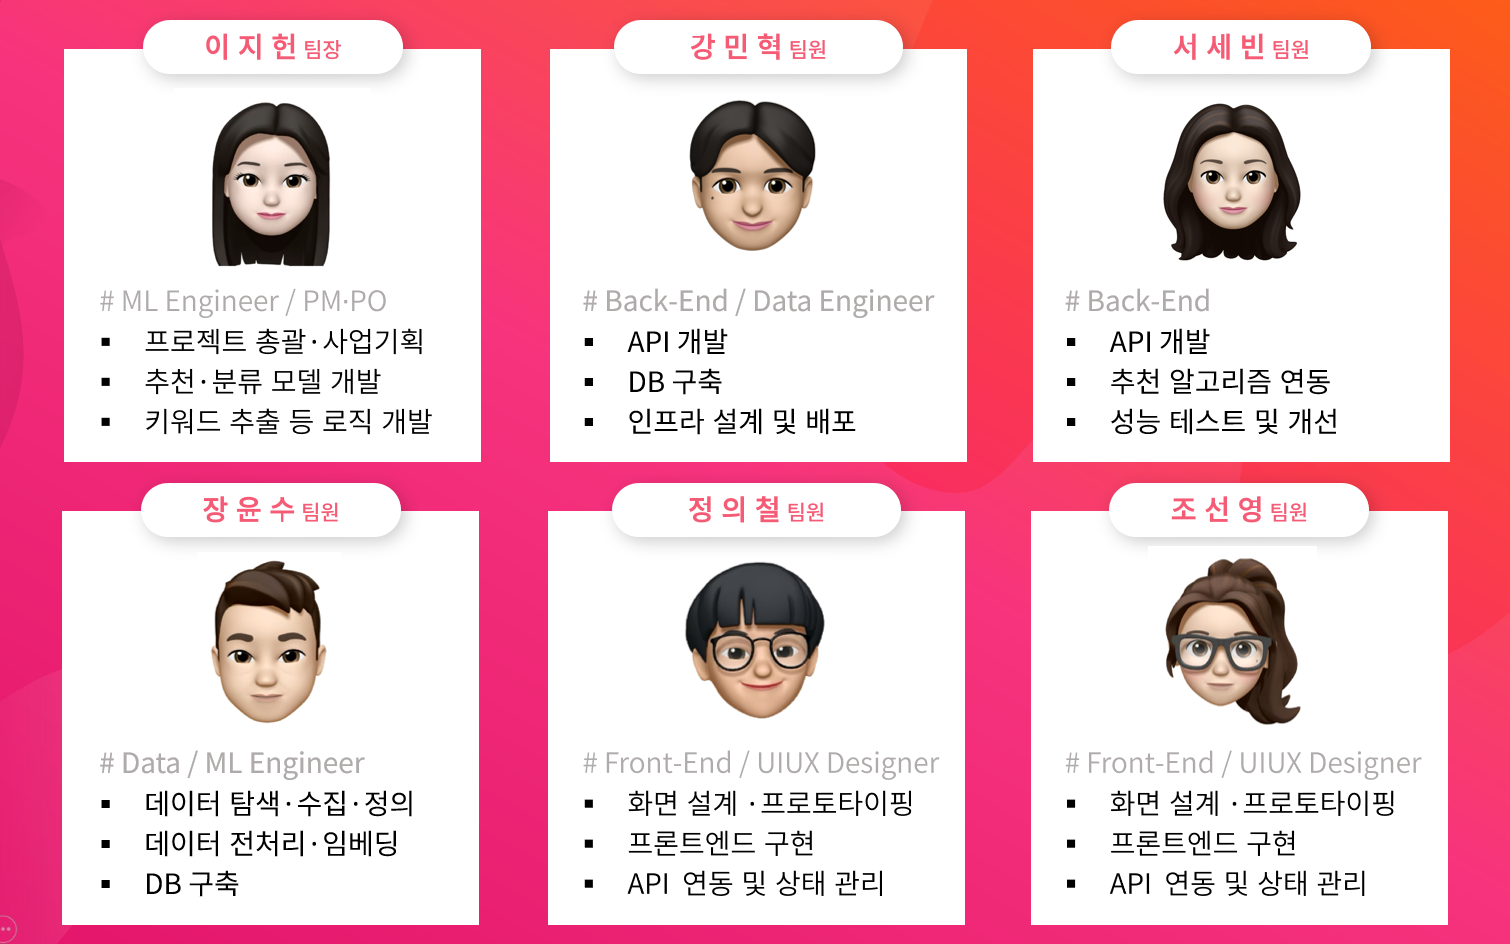 이지헌 팀장
# ML Engineer / PM·PO
▪ 프로젝트 총괄·사업기획
▪ 추천·분류 모델 개발
▪ 키워드 추출 등 로직 개발
강민혁 팀원
# Back-End / Data Engineer
▪ API 개발
▪ DB 구축
▪ 인프라 설계 및 배포
서세빈 팀원
# Back-End
▪ API 개발
▪ 추천 알고리즘 연동
▪ 성능 테스트 및 개선
장윤수 팀원
# Data / ML Engineer
▪ 데이터 탐색·수집·정의
▪ 데이터 전처리·임베딩
▪ DB 구축
정의철 팀원
# Front-End / UIUX Designer
▪ 화면 설계 ·프로토타이핑
▪ 프론트엔드 구현
▪ API 연동 및 상태 관리
조선영 팀원
# Front-End / UIUX Designer
▪ 화면 설계 ·프로토타이핑
▪ 프론트엔드 구현
▪ API 연동 및 상태 관리